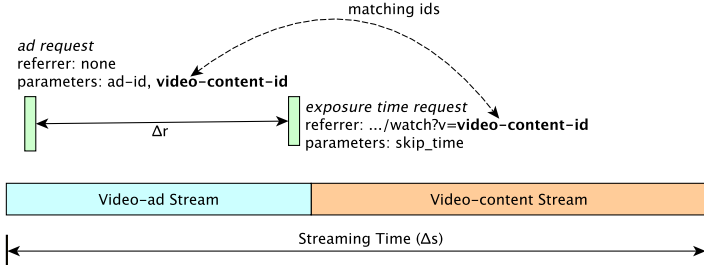 matching ids
ad request
referrer: none
parameters: ad-id, video-content-id
exposure time request
referrer: .../watch?v=video-content-id
parameters: skip_time
Δr
Video-ad Stream
Video-content Stream
Streaming Time (Δs)